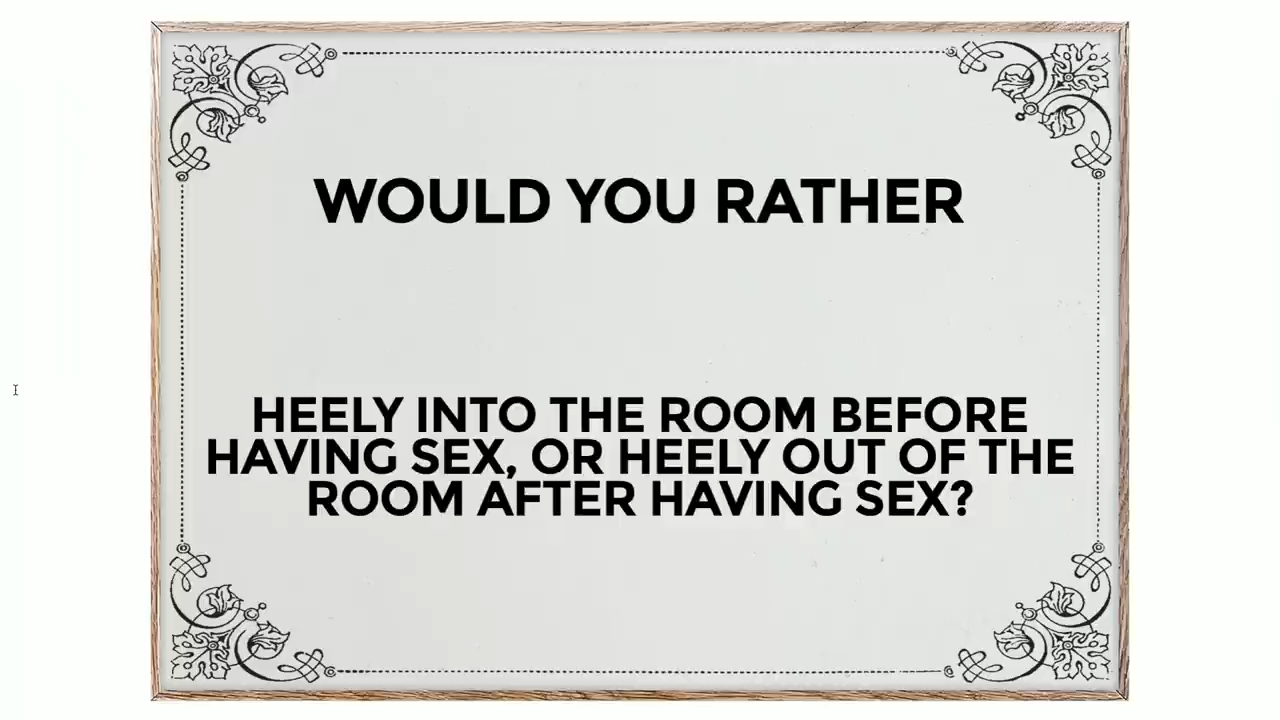 WOULD YOU RATHER
HEELY INTO THE ROOM BEFORE
HAVING SEX, OR HEELY OUT OF THE
ROOM AFTER HAVING SEX?